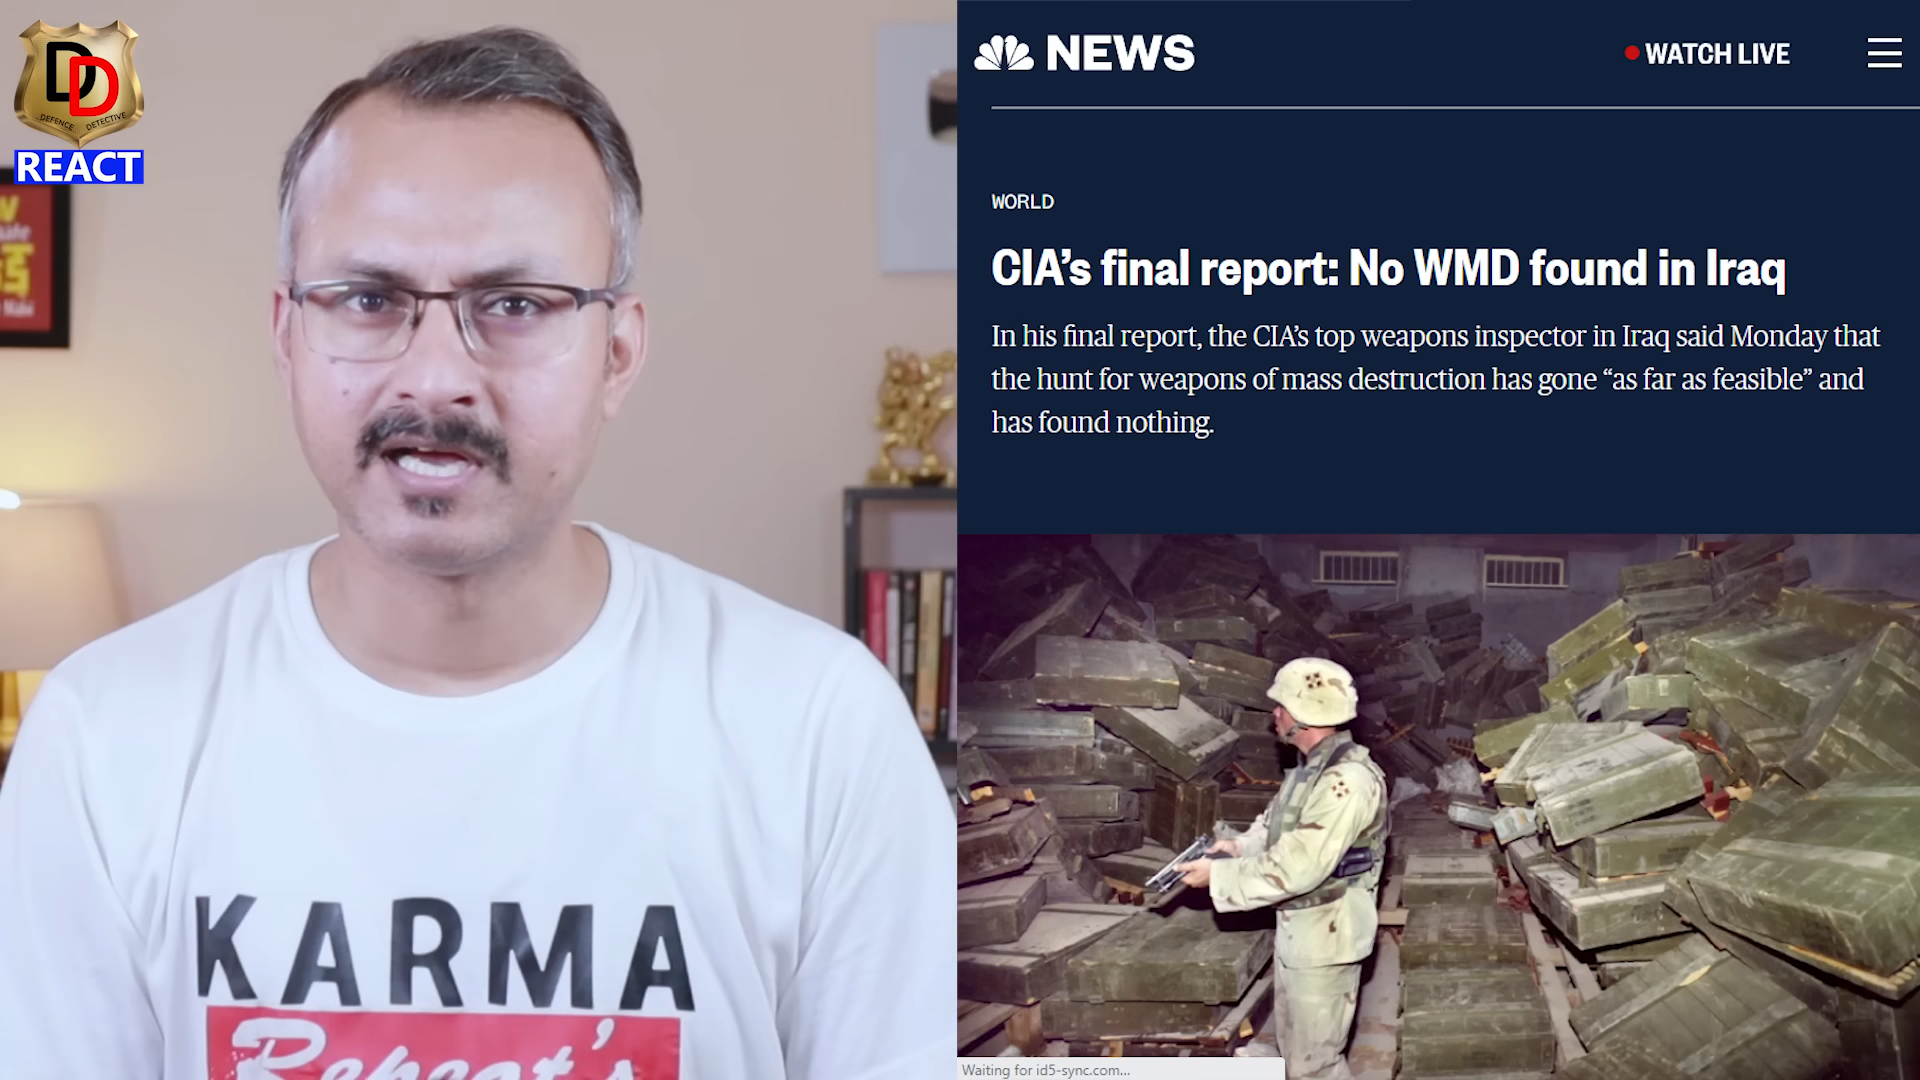 DD
DEFENCE DETECTIVE
REACT
KARMA
Repeat's
NEWS
WATCH LIVE
WORLD
CIA’s final report: No WMD found in Iraq
In his final report, the CIA’s top weapons inspector in Iraq said Monday that
the hunt for weapons of mass destruction has gone “as far as feasible” and
has found nothing.
Waiting for id5-sync.com...